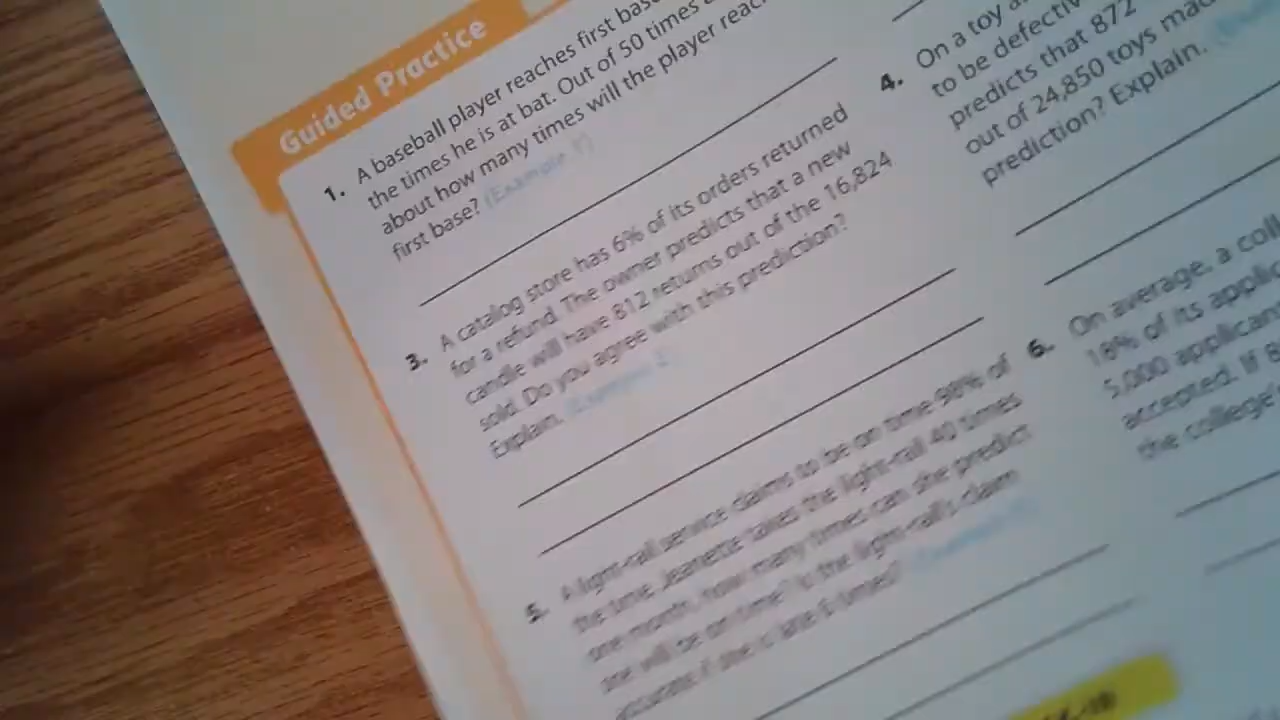 Guided Practice
1. A baseball player reaches first base
the times he is at bat. Out of 50 times
about how many times will the player reach
first base? (Example 1)
3. A catalog store has 6% of its orders returned
for a refund. The owner predicts that a new
candle will have 812 returns out of the 16,824
sold. Do you agree with this prediction?
Explain. (Example
5. A light-rail service claims to be on time 98% of
the time. Jeanette takes the light-rail 40 times
one month. How many times can she predict
she will be on time? Is the light-rail's claim
accurate if she is late 6 times?
4. On a toy
to be defectiv
predicts that 872
out of 24,850 toys mad
prediction? Explain.
6. On average, a coll
18% of its applic
5,000 applicant
accepted. If 8
the college's